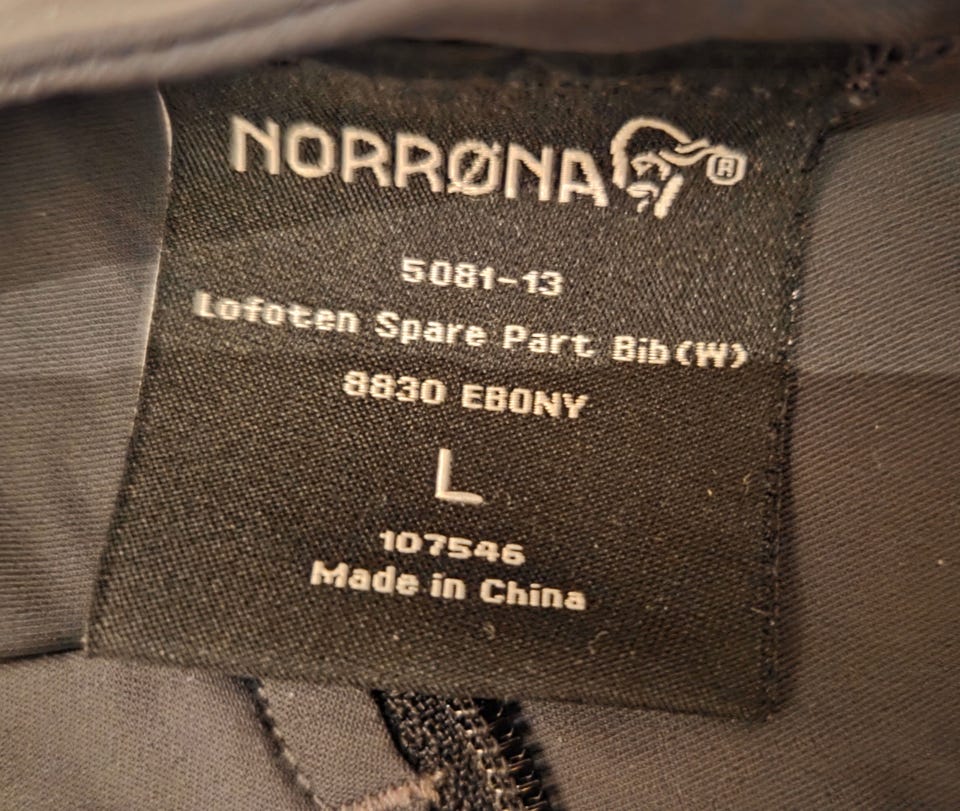 NORRØNA®
5081-13
Lofoten Spare Part Bib(W)
8830 EBONY
L
107546
Made in China